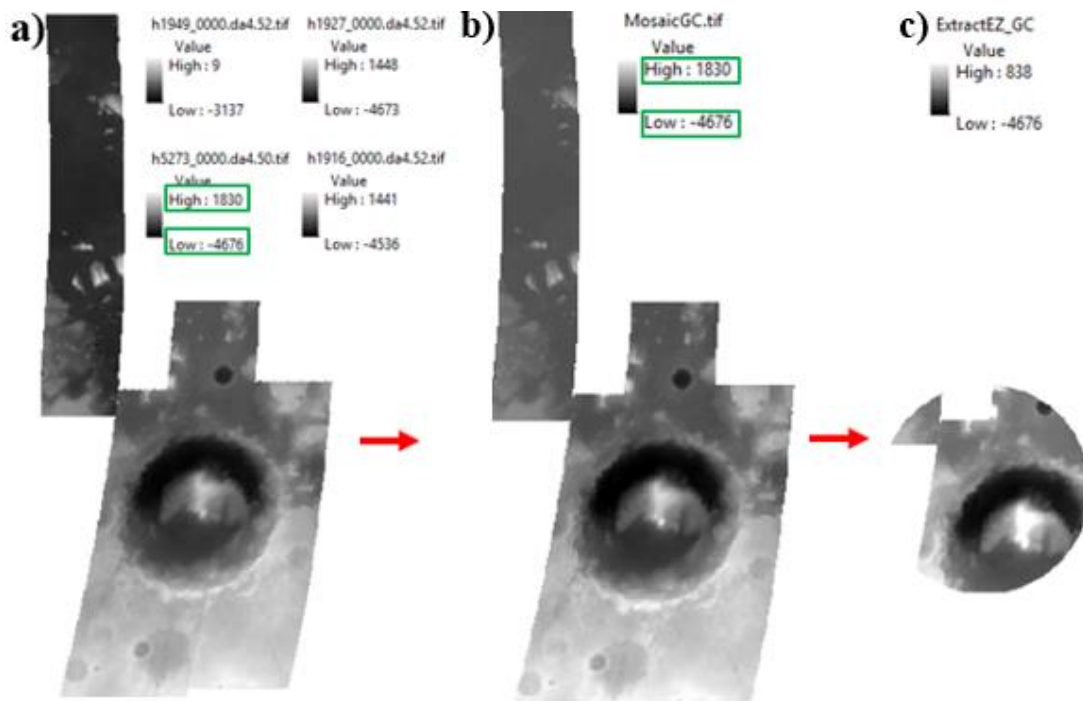 a)
h1949_0000.da4.52.tif
Value
High : 9
Low : -3137
h1927_0000.da4.52.tif
Value
High : 1448
Low : -4673
h5273_0000.da4.50.tif
Value
High : 1830
Low : -4676
h1916_0000.da4.52.tif
Value
High : 1441
Low : -4536
b)
MosaicGC.tif
Value
High : 1830
Low : -4676
c)
ExtractEZ_GC
Value
High : 838
Low : -4676